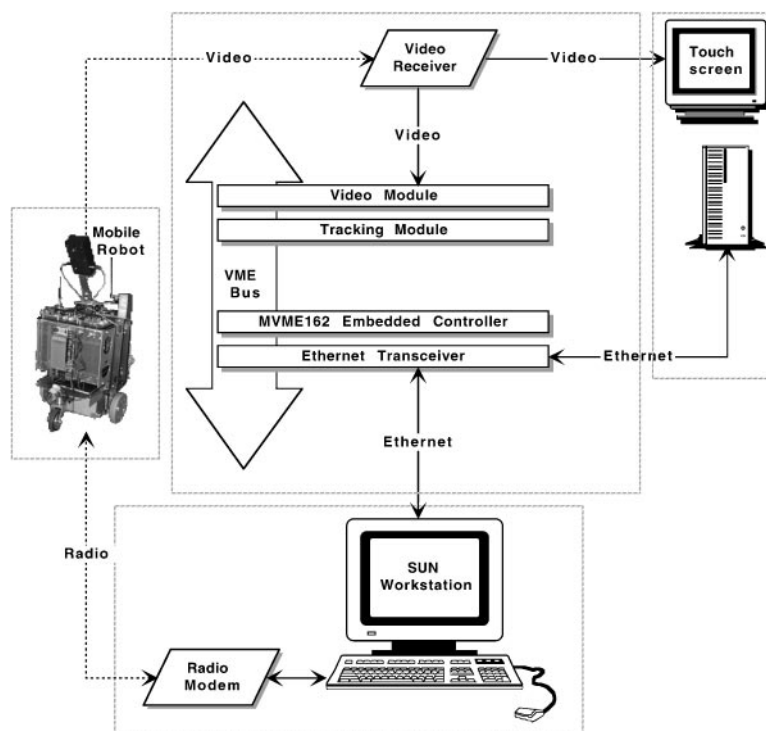 Video
Video
Receiver
Video
Touch
screen
Video
Video Module
Tracking Module
Mobile
Robot
VME
Bus
MVME162 Embedded Controller
Ethernet Transceiver
Ethernet
Ethernet
Radio
SUN
Workstation
Radio
Modem